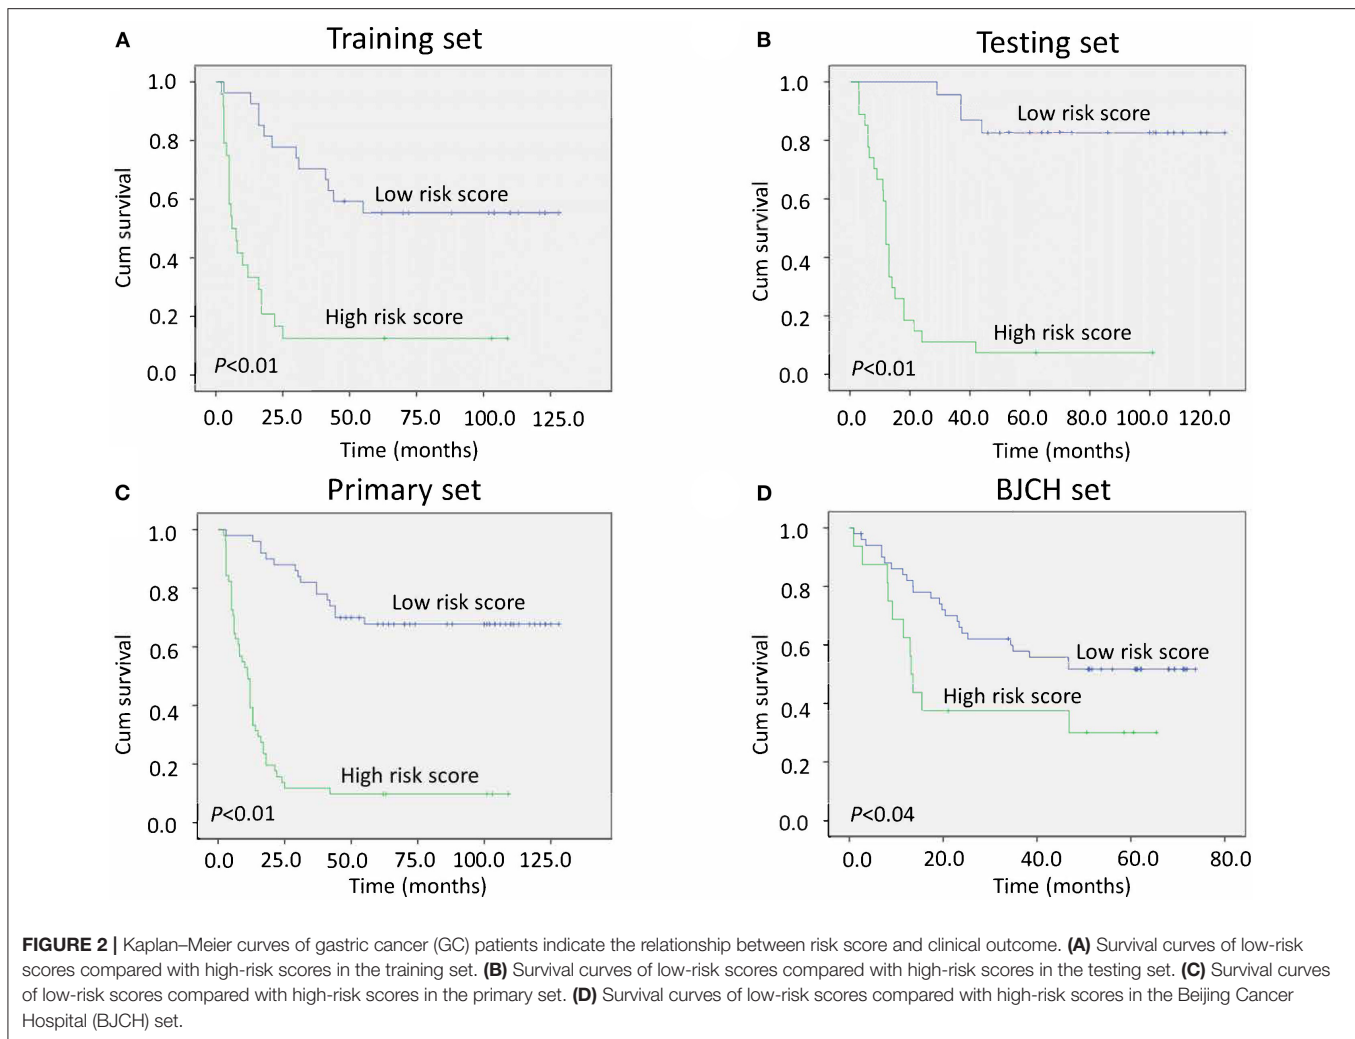 A
Training set
Cum survival
1.0
0.8
0.6
0.4
0.2
0.0
Low risk score
High risk score
P<0.01
0.0 25.0 50.0 75.0 100.0 125.0
Time (months)
B
Testing set
Cum survival
1.0
0.8
0.6
0.4
0.2
0.0
Low risk score
High risk score
P<0.01
0.0 20.0 40.0 60.0 80.0 100.0 120.0
Time (months)
C
Primary set
Cum survival
1.0
0.8
0.6
0.4
0.2
0.0
Low risk score
High risk score
P<0.01
0.0 25.0 50.0 75.0 100.0 125.0
Time (months)
D
BJCH set
Cum survival
1.0
0.8
0.6
0.4
0.2
0.0
Low risk score
High risk score
P<0.04
0.0 20.0 40.0 60.0 80.0
Time (months)
FIGURE 2 | Kaplan–Meier curves of gastric cancer (GC) patients indicate the relationship between risk score and clinical outcome. (A) Survival curves of low-risk
scores compared with high-risk scores in the training set. (B) Survival curves of low-risk scores compared with high-risk scores in the testing set. (C) Survival curves
of low-risk scores compared with high-risk scores in the primary set. (D) Survival curves of low-risk scores compared with high-risk scores in the Beijing Cancer
Hospital (BJCH) set.